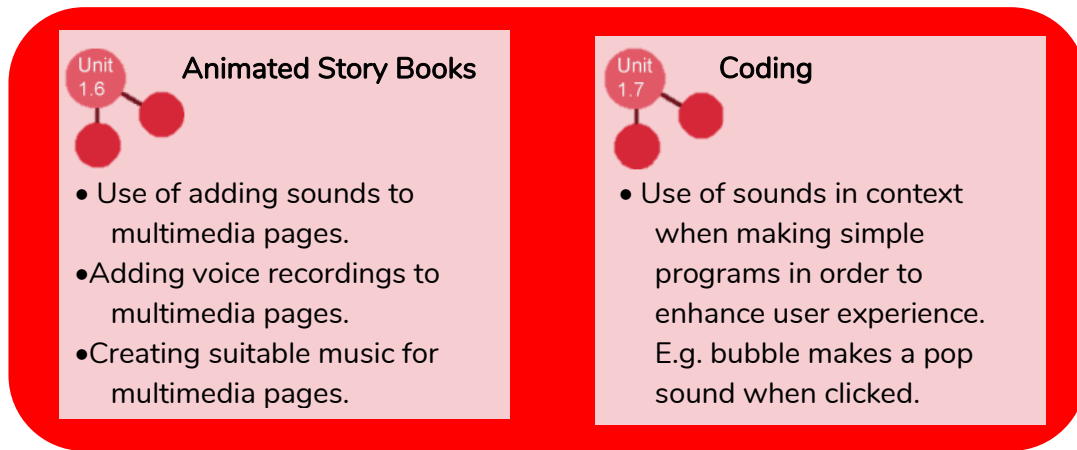 Unit
1.6
Animated Story Books
• Use of adding sounds to
multimedia pages.
•Adding voice recordings to
multimedia pages.
•Creating suitable music for
multimedia pages.
Unit
1.7
Coding
• Use of sounds in context
when making simple
programs in order to
enhance user experience.
E.g. bubble makes a pop
sound when clicked.